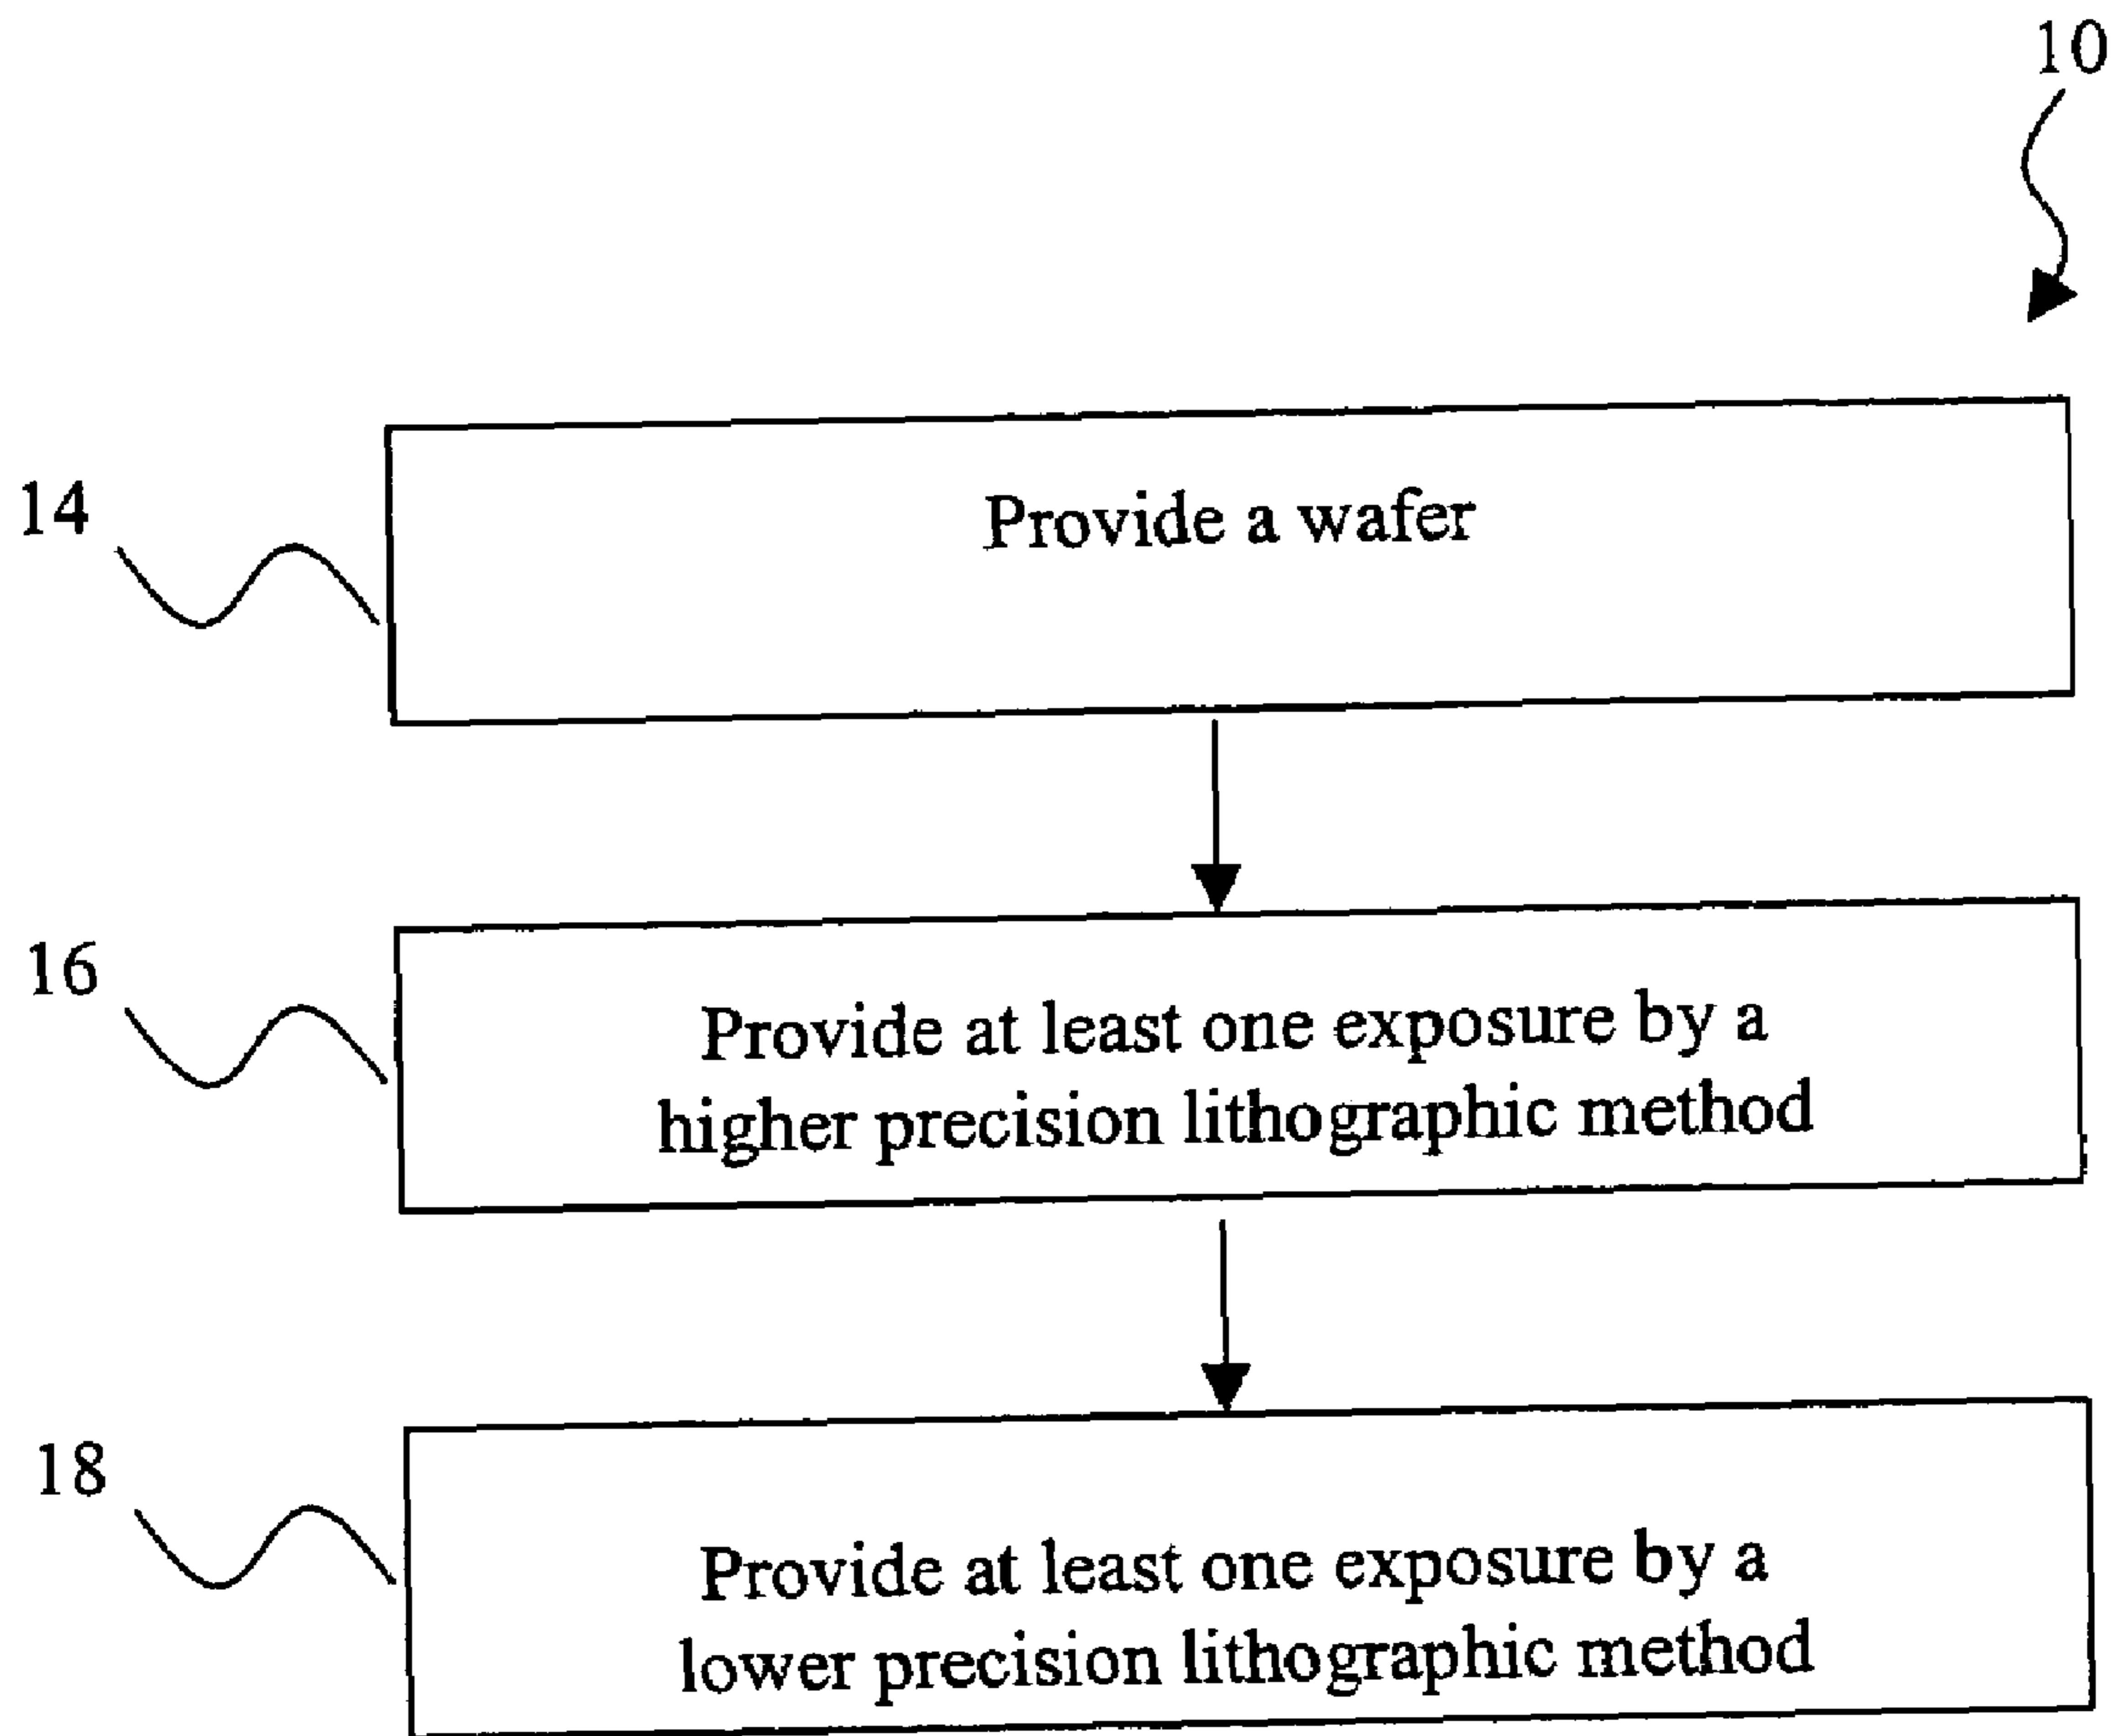 10
14
Provide a wafer
16
Provide at least one exposure by a
higher precision lithographic method
18
Provide at least one exposure by a
lower precision lithographic method